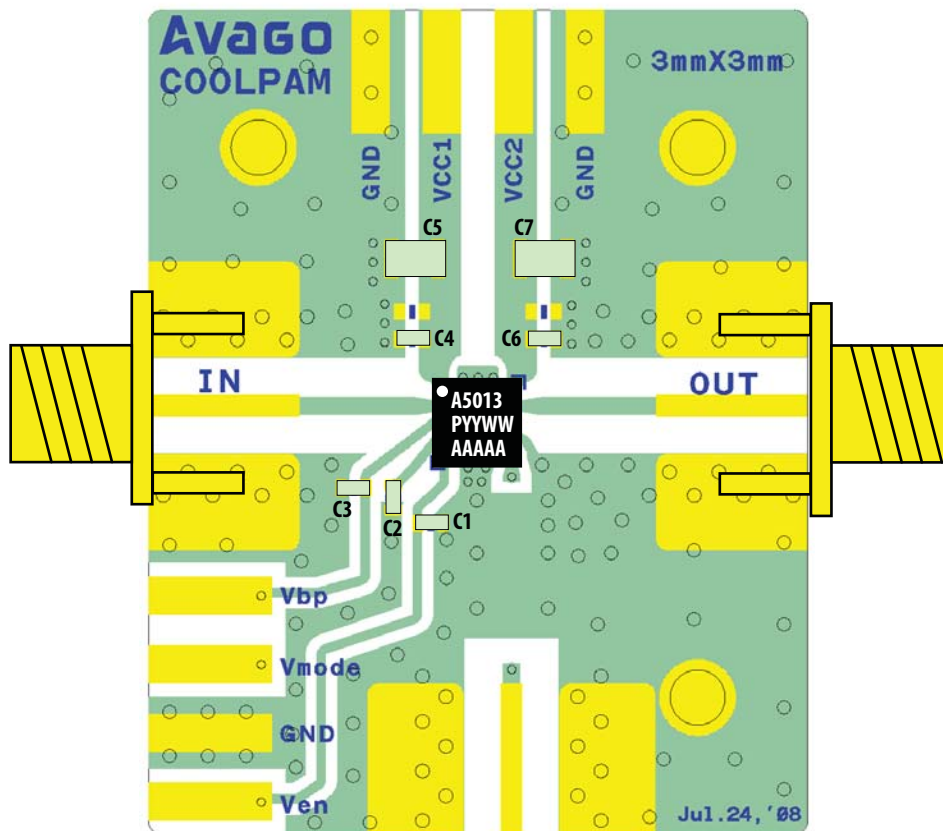 Avago
COOLPAM
3mmX3mm
GND
VCC1
VCC2
GND
C5
C7
C4
C6
IN
OUT
A5013
PYYWW
AAAAA
C3
C2
C1
Vbp
Vmode
GND
Ven
Jul.24,'08